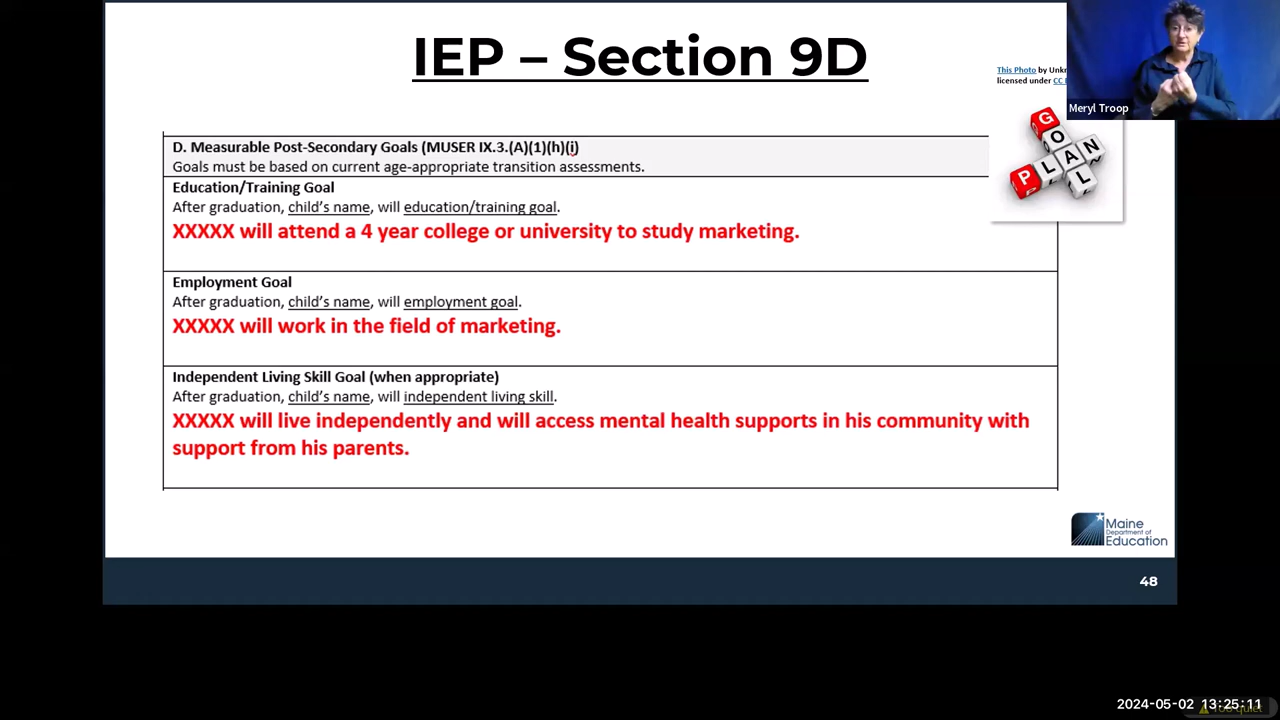 IEP – Section 9D
This Photo by Unk
licensed under CC
Meryl Troop
G
O
PLAN
L
D. Measurable Post-Secondary Goals (MUSER IX.3.(A)(1)(h)(i)
Goals must be based on current age-appropriate transition assessments.
Education/Training Goal
After graduation, child's name, will education/training goal.
XXXXX will attend a 4 year college or university to study marketing.
Employment Goal
After graduation, child's name, will employment goal.
XXXXX will work in the field of marketing.
Independent Living Skill Goal (when appropriate)
After graduation, child's name, will independent living skill.
XXXXX will live independently and will access mental health supports in his community with
support from his parents.
Maine
Department of
Education
48
2024-05-02 13:25:11
Too quiet